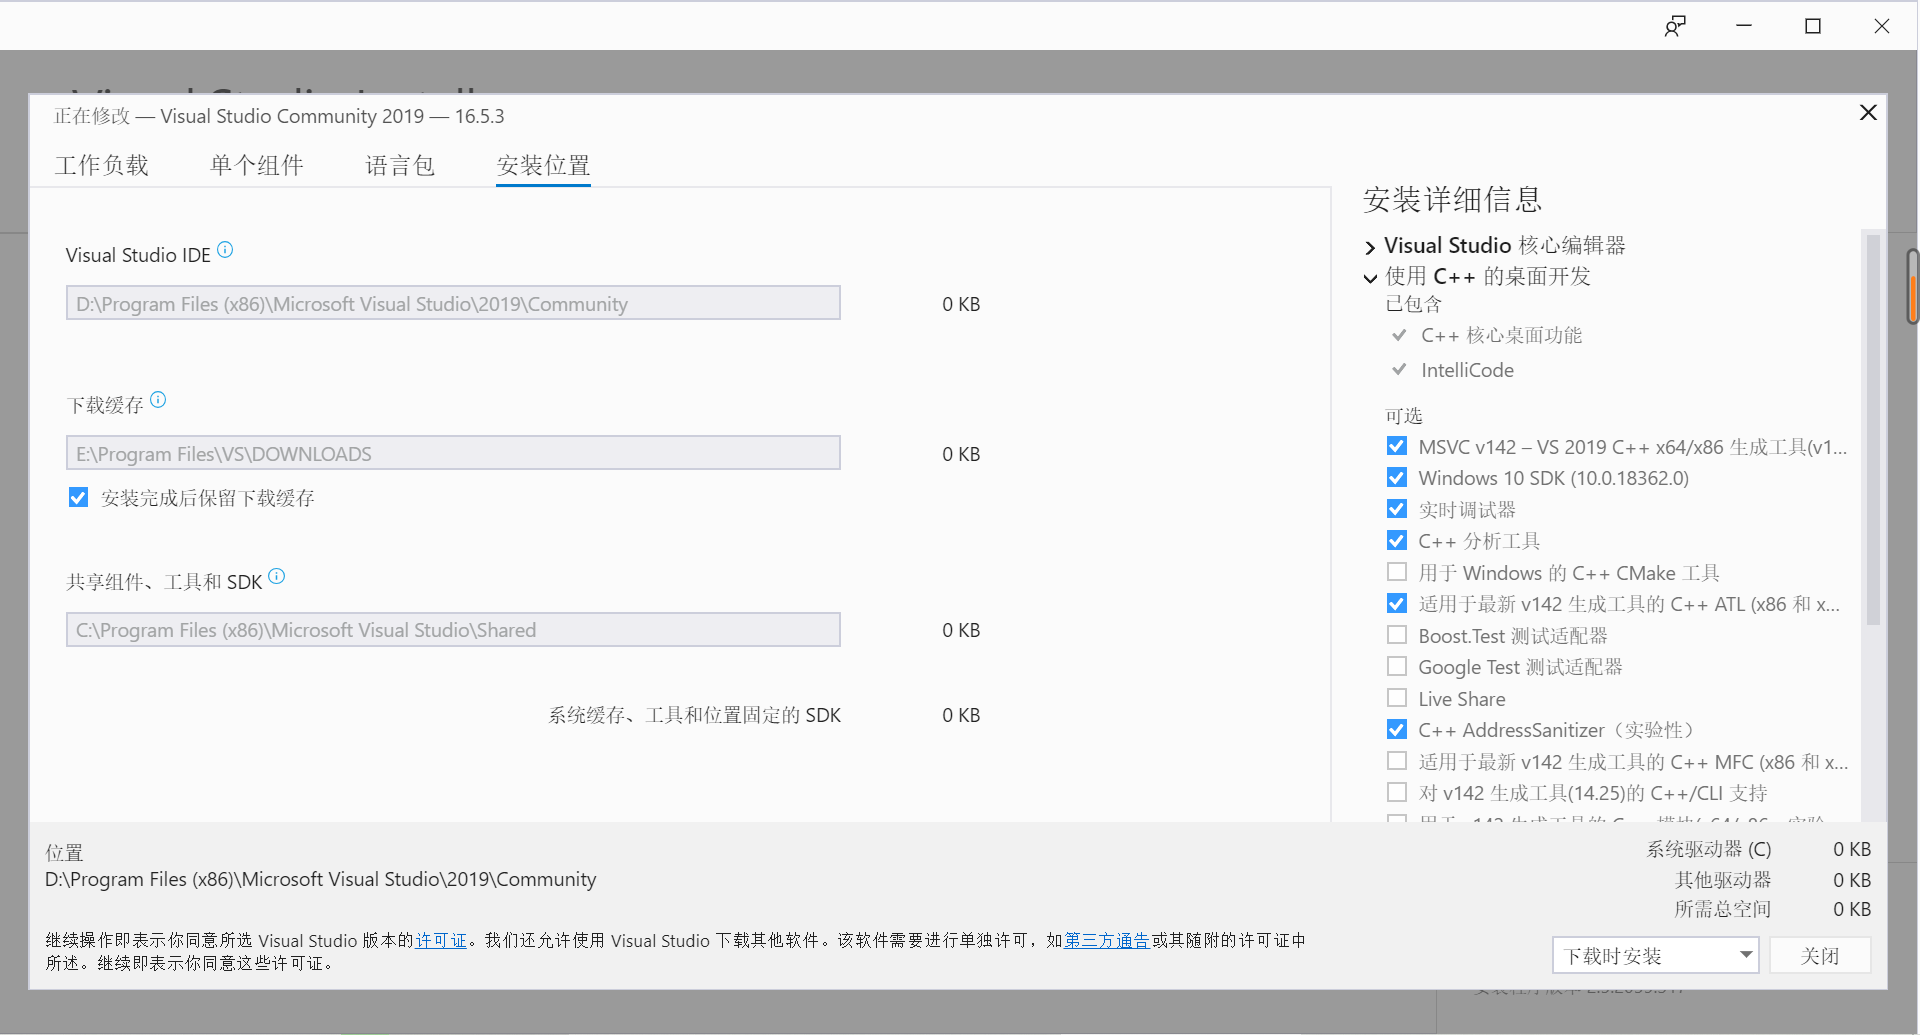 正在修改 — Visual Studio Community 2019 — 16.5.3
工作负载
单个组件
语言包
安装位置
Visual Studio IDE
D:\Program Files (x86)\Microsoft Visual Studio\2019\Community
0 KB
下载缓存
E:\Program Files\VS\DOWNLOADS
0 KB
安装完成后保留下载缓存
共享组件、工具和 SDK
C:\Program Files (x86)\Microsoft Visual Studio\Shared
0 KB
系统缓存、工具和位置固定的 SDK
0 KB
安装详细信息
Visual Studio 核心编辑器
使用 C++ 的桌面开发
已包含
C++ 核心桌面功能
IntelliCode
可选
MSVC v142 – VS 2019 C++ x64/x86 生成工具(v1...
Windows 10 SDK (10.0.18362.0)
实时调试器
C++ 分析工具
用于 Windows 的 C++ CMake 工具
适用于最新 v142 生成工具的 C++ ATL (x86 和 x...
Boost.Test 测试适配器
Google Test 测试适配器
Live Share
C++ AddressSanitizer（实验性）
适用于最新 v142 生成工具的 C++ MFC (x86 和 x...
对 v142 生成工具(14.25)的 C++/CLI 支持
位置
D:\Program Files (x86)\Microsoft Visual Studio\2019\Community
继续操作即表示你同意所选 Visual Studio 版本的许可证。我们还允许使用 Visual Studio 下载其他软件。该软件需要进行单独许可，如第三方通告或其随附的许可证中
所述。继续即表示你同意这些许可证。
系统驱动器 (C) 0 KB
其他驱动器 0 KB
所需总空间 0 KB
下载时安装
关闭